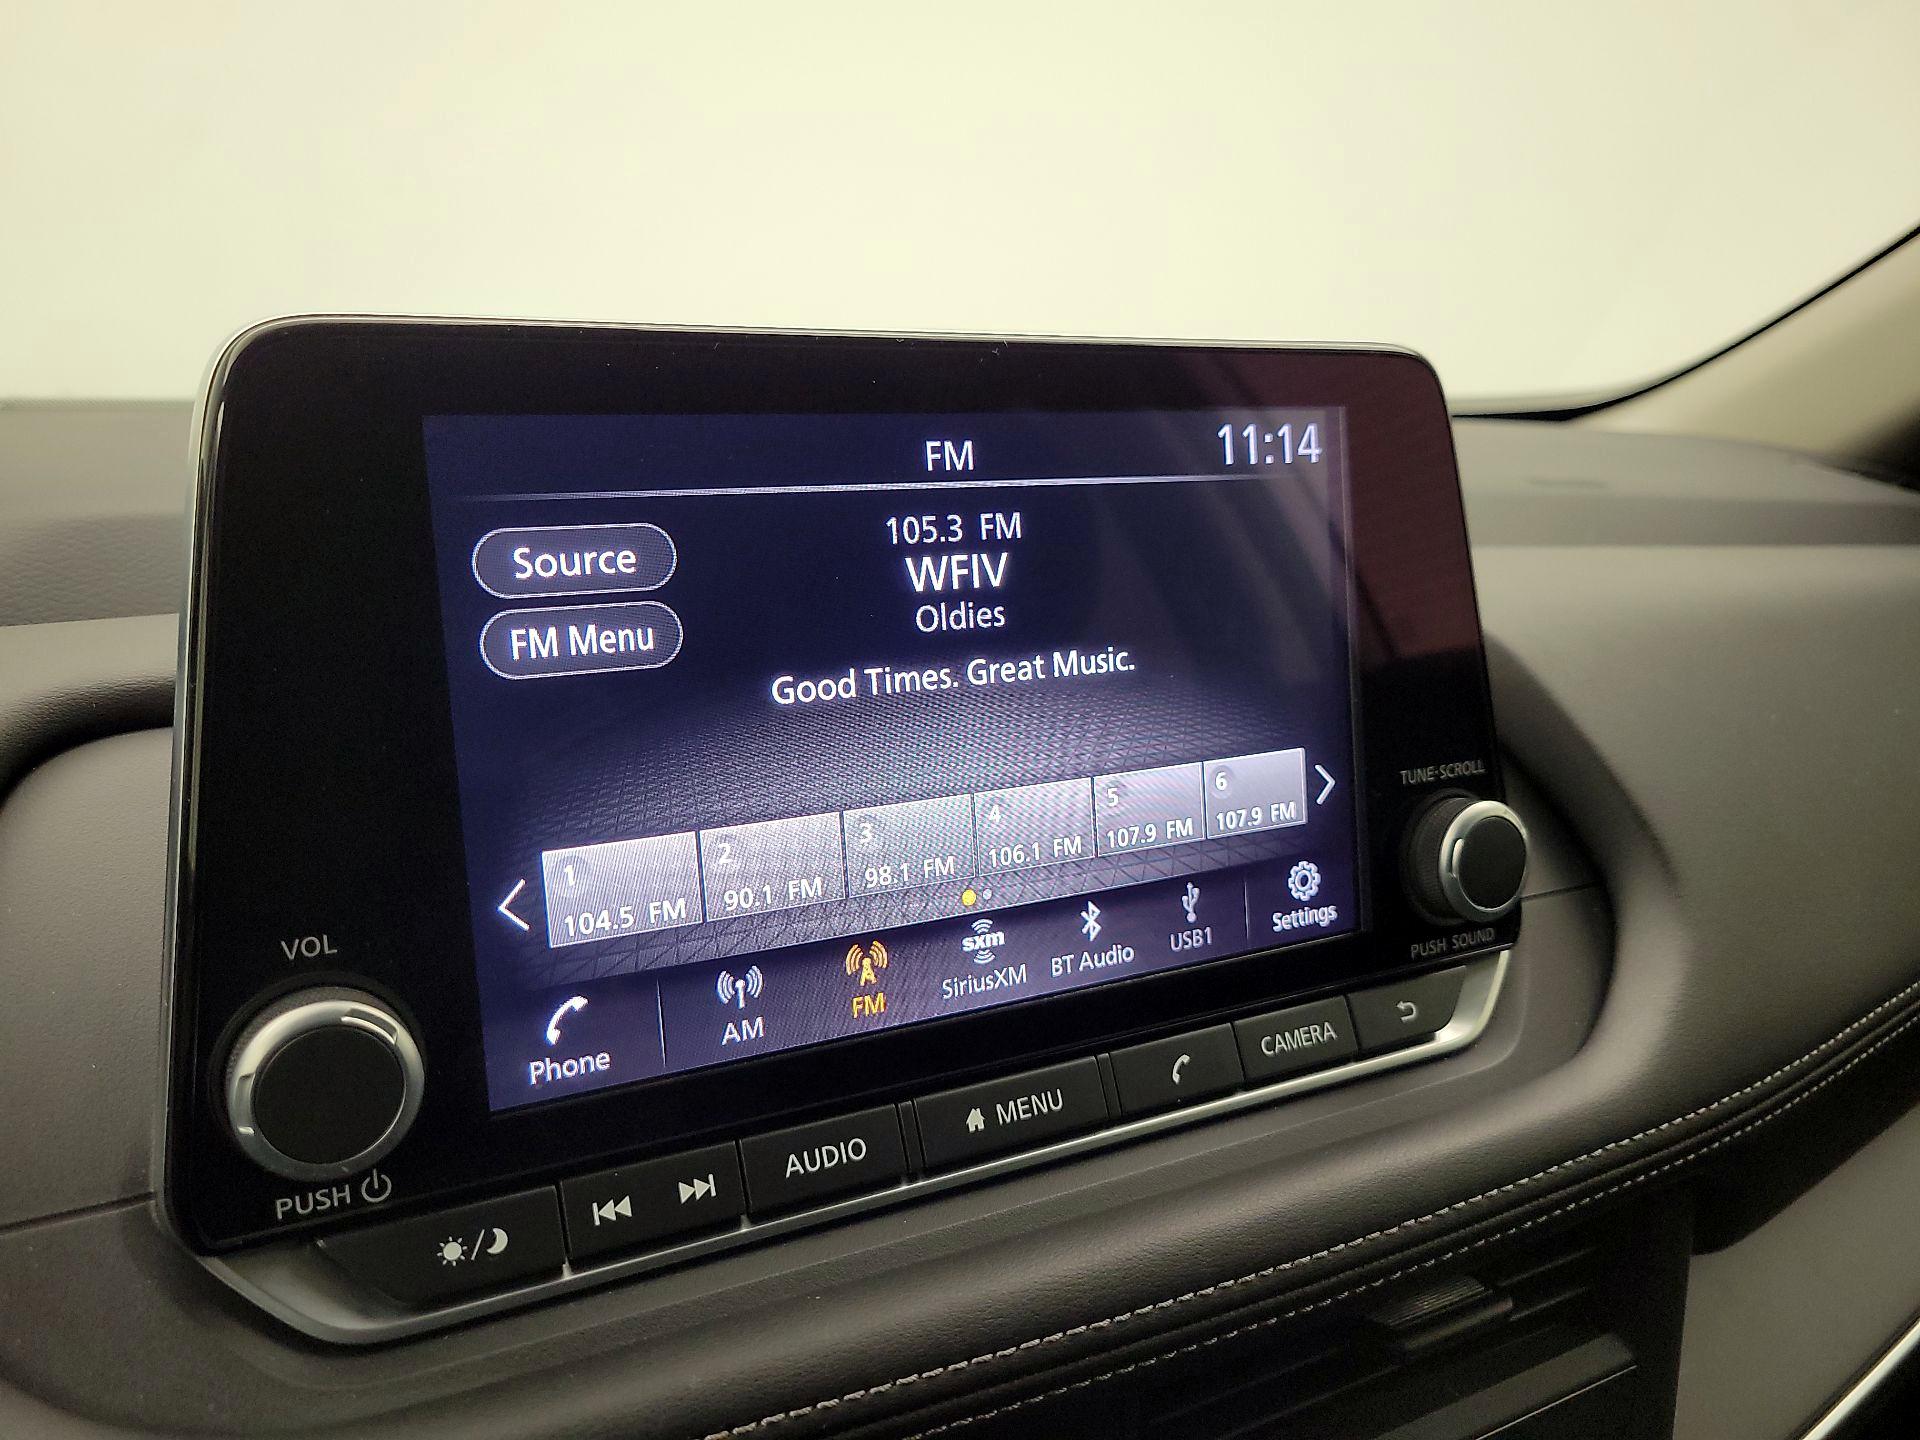 FM
11:14
Source
FM Menu
105.3 FM
WFIV
Oldies
Good Times. Great Music.
1
104.5 FM
2
90.1 FM
3
98.1 FM
4
106.1 FM
5
107.9 FM
6
107.9 FM
Phone
AM
FM
sxm
SiriusXM
BT Audio
USB1
Settings
VOL
PUSH
TUNE·SCROLL
PUSH SOUND
AUDIO
MENU
CAMERA